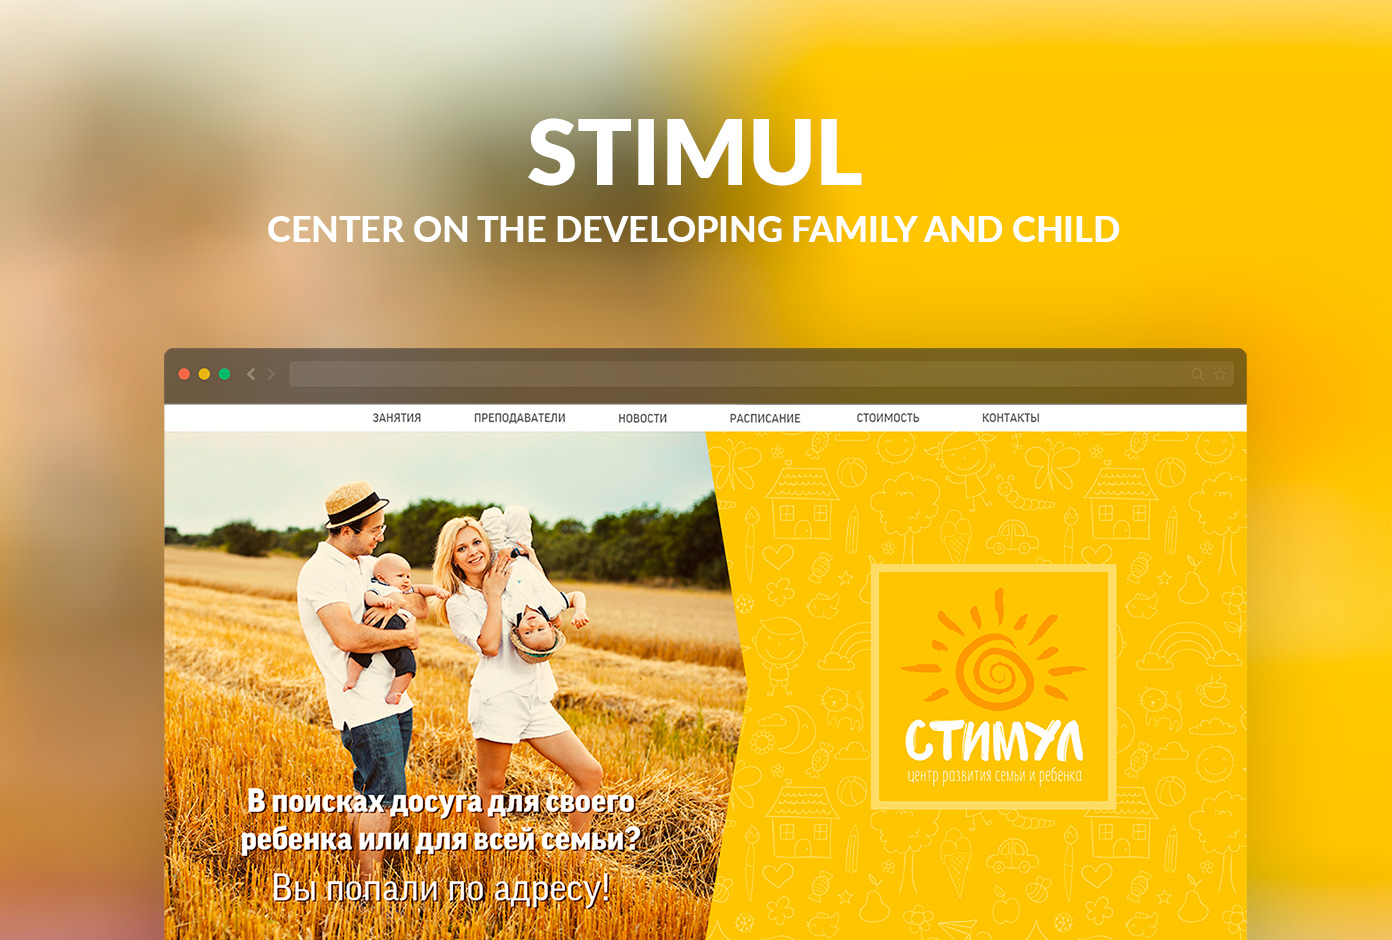 STIMUL
CENTER ON THE DEVELOPING FAMILY AND CHILD
ЗАНЯТИЯ ПРЕПОДАВАТЕЛИ НОВОСТИ РАСПИСАНИЕ СТОИМОСТЬ КОНТАКТЫ
СТИМУЛ
центр развития семьи и ребенка
В поисках досуга для своего
ребенка или для всей семьи?
Вы попали по адресу!